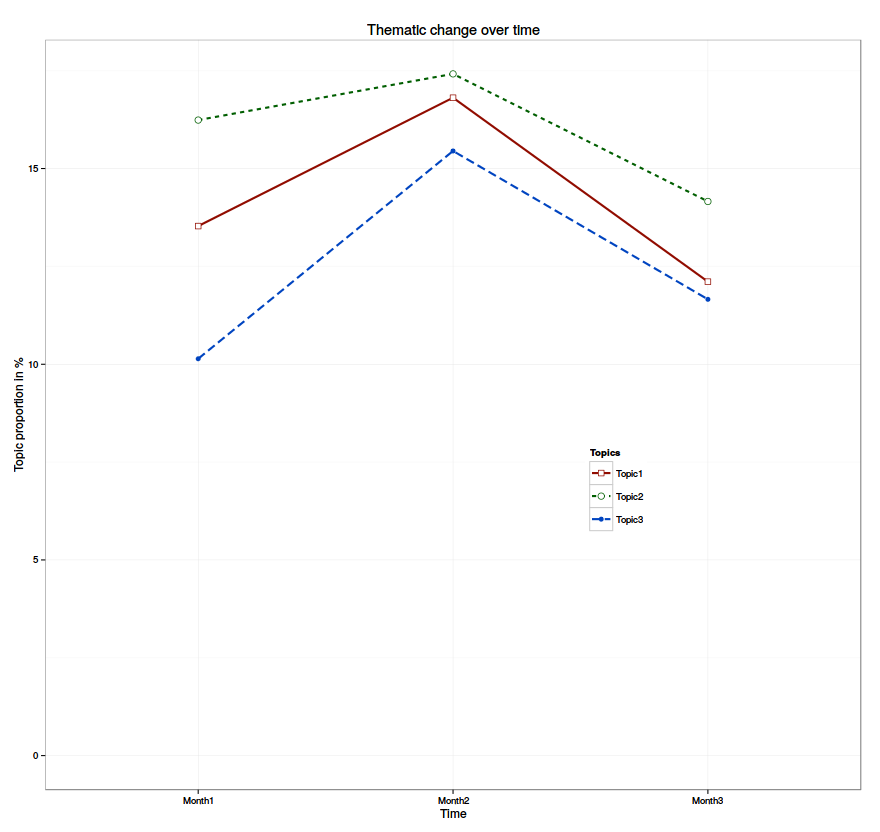 Thematic change over time
Topic proportion in %
15
10
5
0
Topics
Topic1
Topic2
Topic3
Month1 Month2 Month3
Time